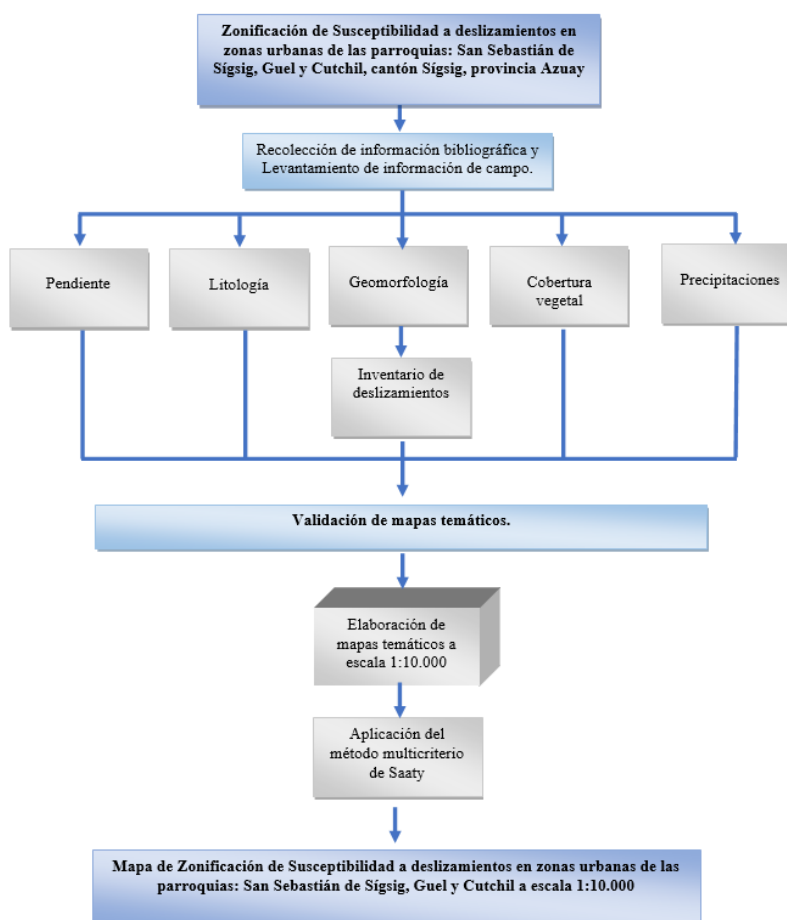 Zonificación de Susceptibilidad a deslizamientos en
zonas urbanas de las parroquias: San Sebastián de
Sígsig, Guel y Cutchil, cantón Sígsig, provincia Azuay
Recolección de información bibliográfica y
Levantamiento de información de campo.
Pendiente
Litología
Geomorfología
Cobertura
vegetal
Precipitaciones
Inventario de
deslizamientos
Validación de mapas temáticos.
Elaboración de
mapas temáticos a
escala 1:10.000
Aplicación del
método multicriterio
de Saaty
Mapa de Zonificación de Susceptibilidad a deslizamientos en zonas urbanas de las
parroquias: San Sebastián de Sígsig, Guel y Cutchil a escala 1:10.000